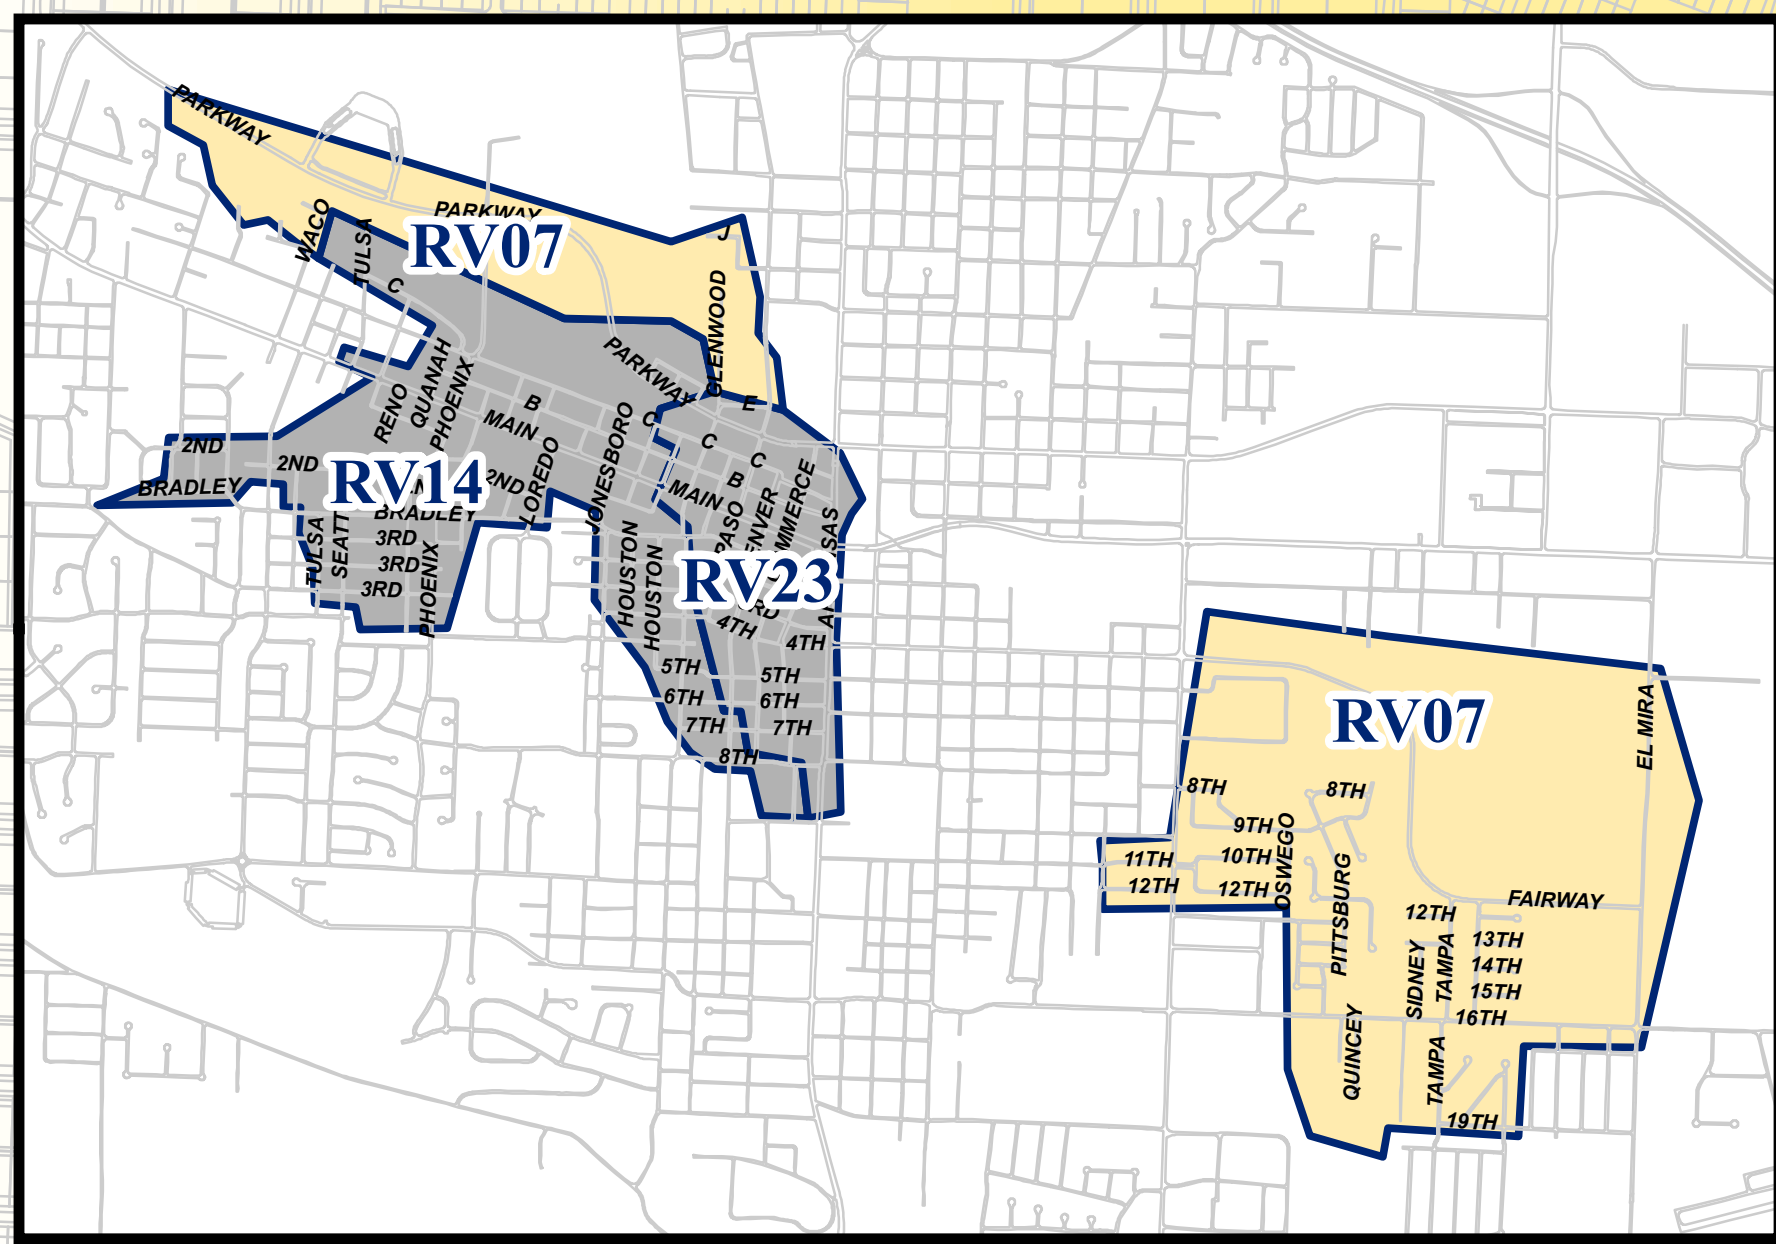 PARKWAY
PARKWAY
WACO
TULSA
RV07
J
C
GLENWOOD
PARKWAY
QUANAH
PHOENIX
RENO
B
MAIN
E
JONESBORO
C
C
C
B
MAIN
LOREDO
2ND
2ND
2ND
RV14
BRADLEY
BRADLEY
TULSA
3RD
3RD
3RD
PHOENIX
HOUSTON
HOUSTON
PASO
RV23
4TH
4TH
5TH
5TH
6TH
6TH
7TH
7TH
8TH
RV07
EL MIRA
8TH
8TH
9TH
OSWEGO
11TH
10TH
12TH
12TH
PITTSBURG
FAIRWAY
12TH
13TH
SIDNEY
TAMPA
14TH
15TH
16TH
QUINCEY
TAMPA
19TH